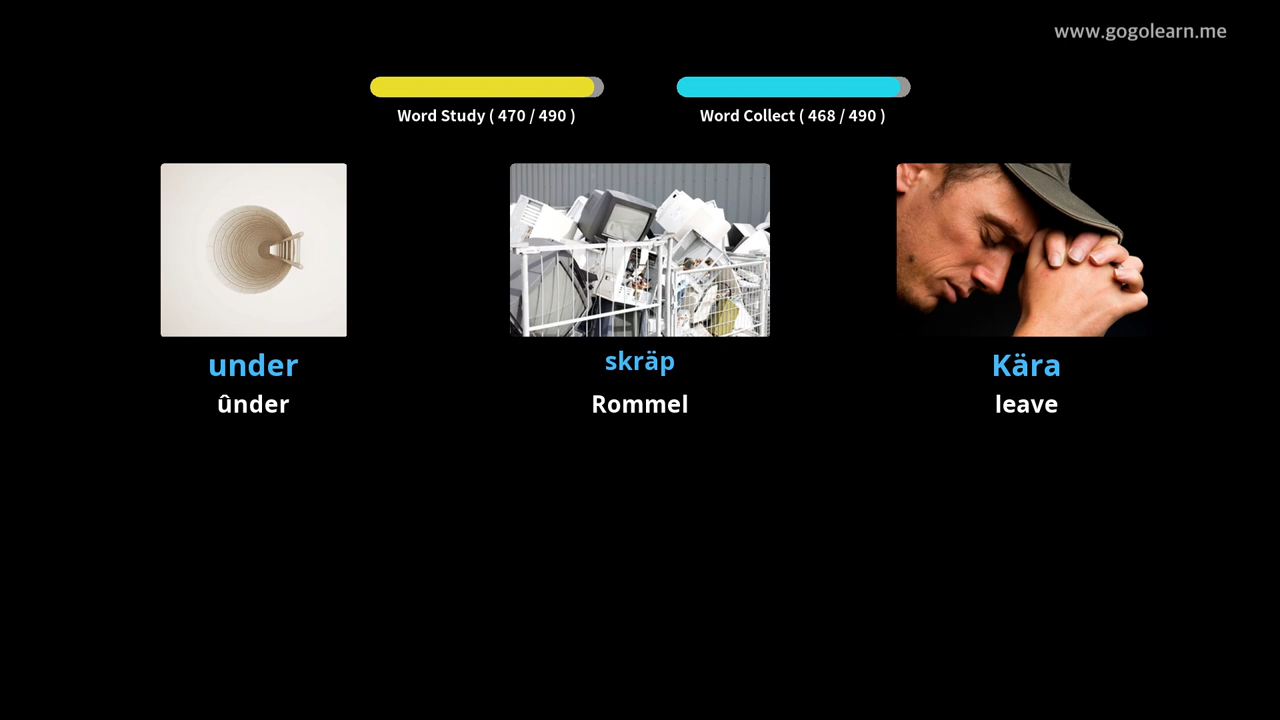 www.gogolearn.me
Word Study ( 470 / 490 )
Word Collect ( 468 / 490 )
under
skräp
Kära
ûnder
Rommel
leave